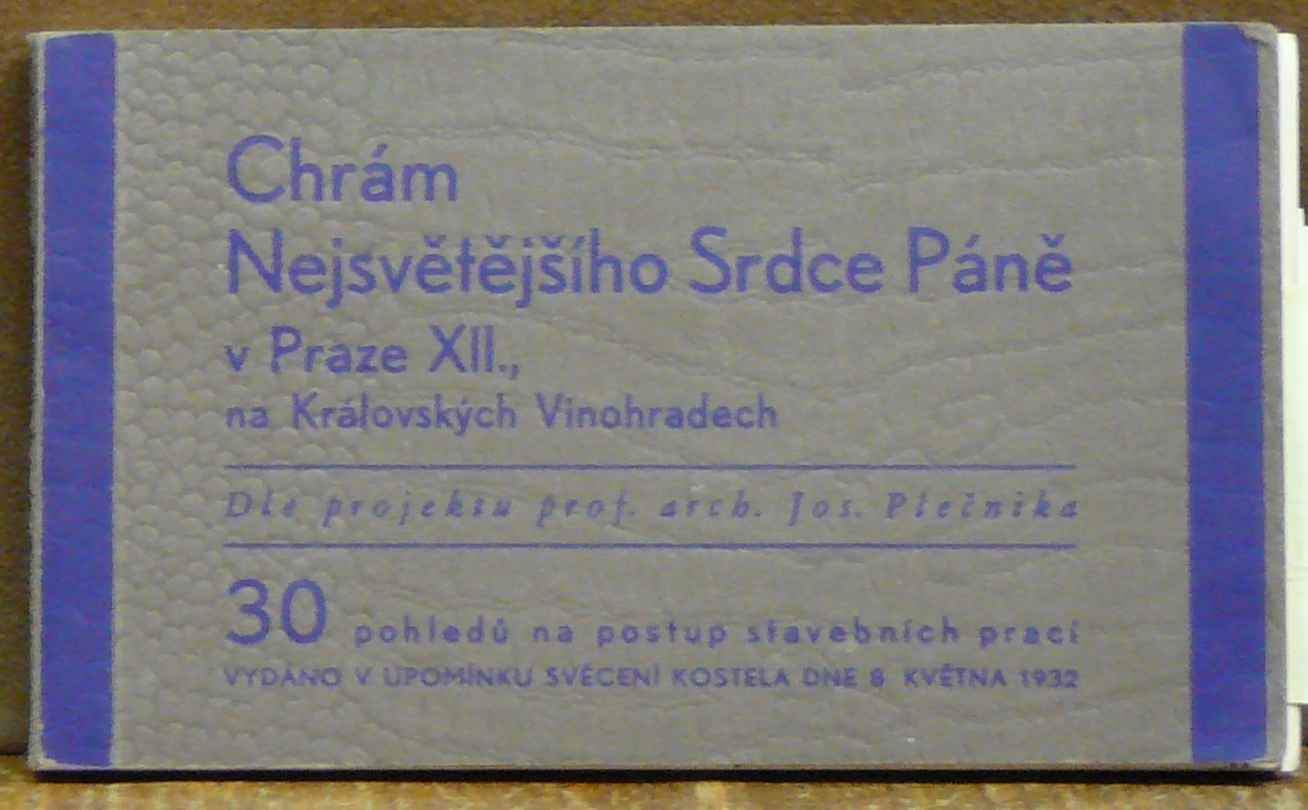 Chrám
Nejsvětějšího Srdce Páně
v Praze XII.,
na Královských Vinohradech
Dle projektu prof. arch. Jos. Plečnika
30 pohledů na postup stavebních prací
VYDÁNO V UPOMÍNKU SVĚCENÍ KOSTELA DNE 8 KVĚTNA 1932